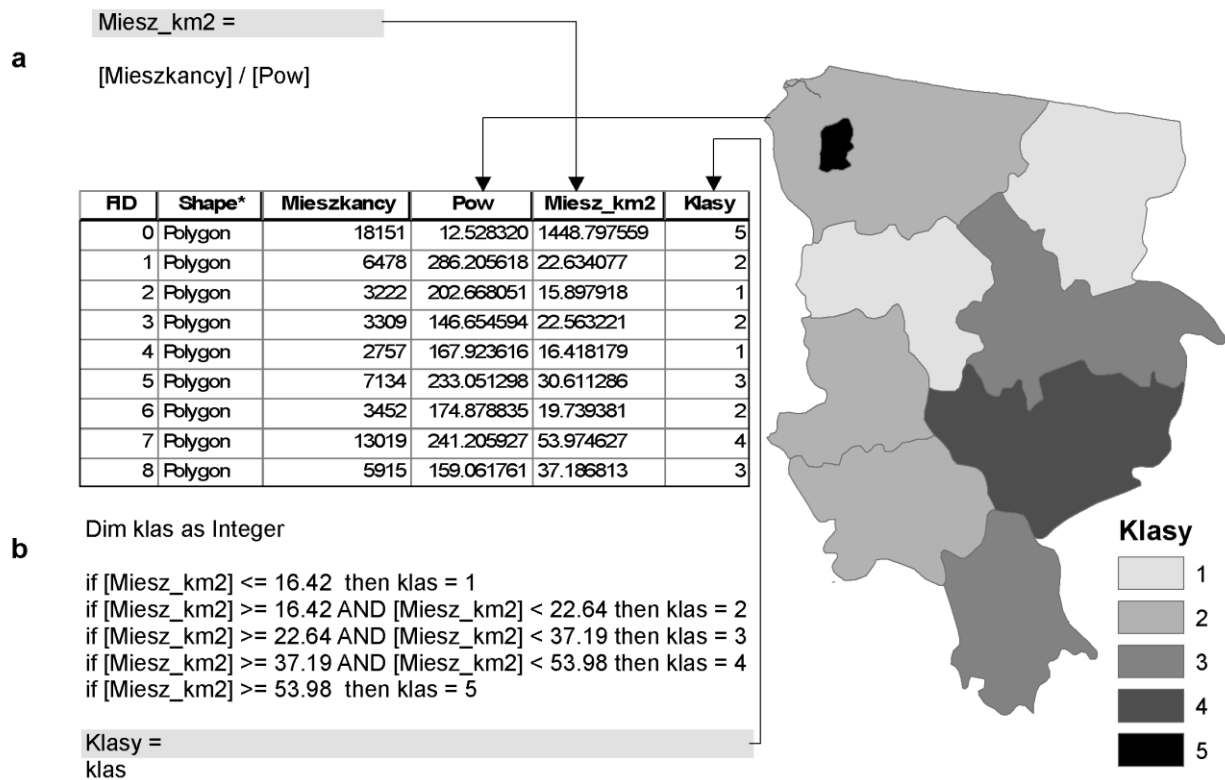 a
Miesz_km2 =
[Mieszkancy] / [Pow]
FID Shape* Mieszkancy Pow Miesz_km2 Klasy
0 Polygon 18151 12.528320 1448.797559 5
1 Polygon 6478 286.205618 22.634077 2
2 Polygon 3222 202.668051 15.897918 1
3 Polygon 3309 146.654594 22.563221 2
4 Polygon 2757 167.923616 16.418179 1
5 Polygon 7134 233.051298 30.611286 3
6 Polygon 3452 174.878835 19.739381 2
7 Polygon 13019 241.205927 53.974627 4
8 Polygon 5915 159.061761 37.186813 3
b
Dim klas as Integer
if [Miesz_km2] <= 16.42 then klas = 1
if [Miesz_km2] >= 16.42 AND [Miesz_km2] < 22.64 then klas = 2
if [Miesz_km2] >= 22.64 AND [Miesz_km2] < 37.19 then klas = 3
if [Miesz_km2] >= 37.19 AND [Miesz_km2] < 53.98 then klas = 4
if [Miesz_km2] >= 53.98 then klas = 5
Klasy =
klas
Klasy
1
2
3
4
5